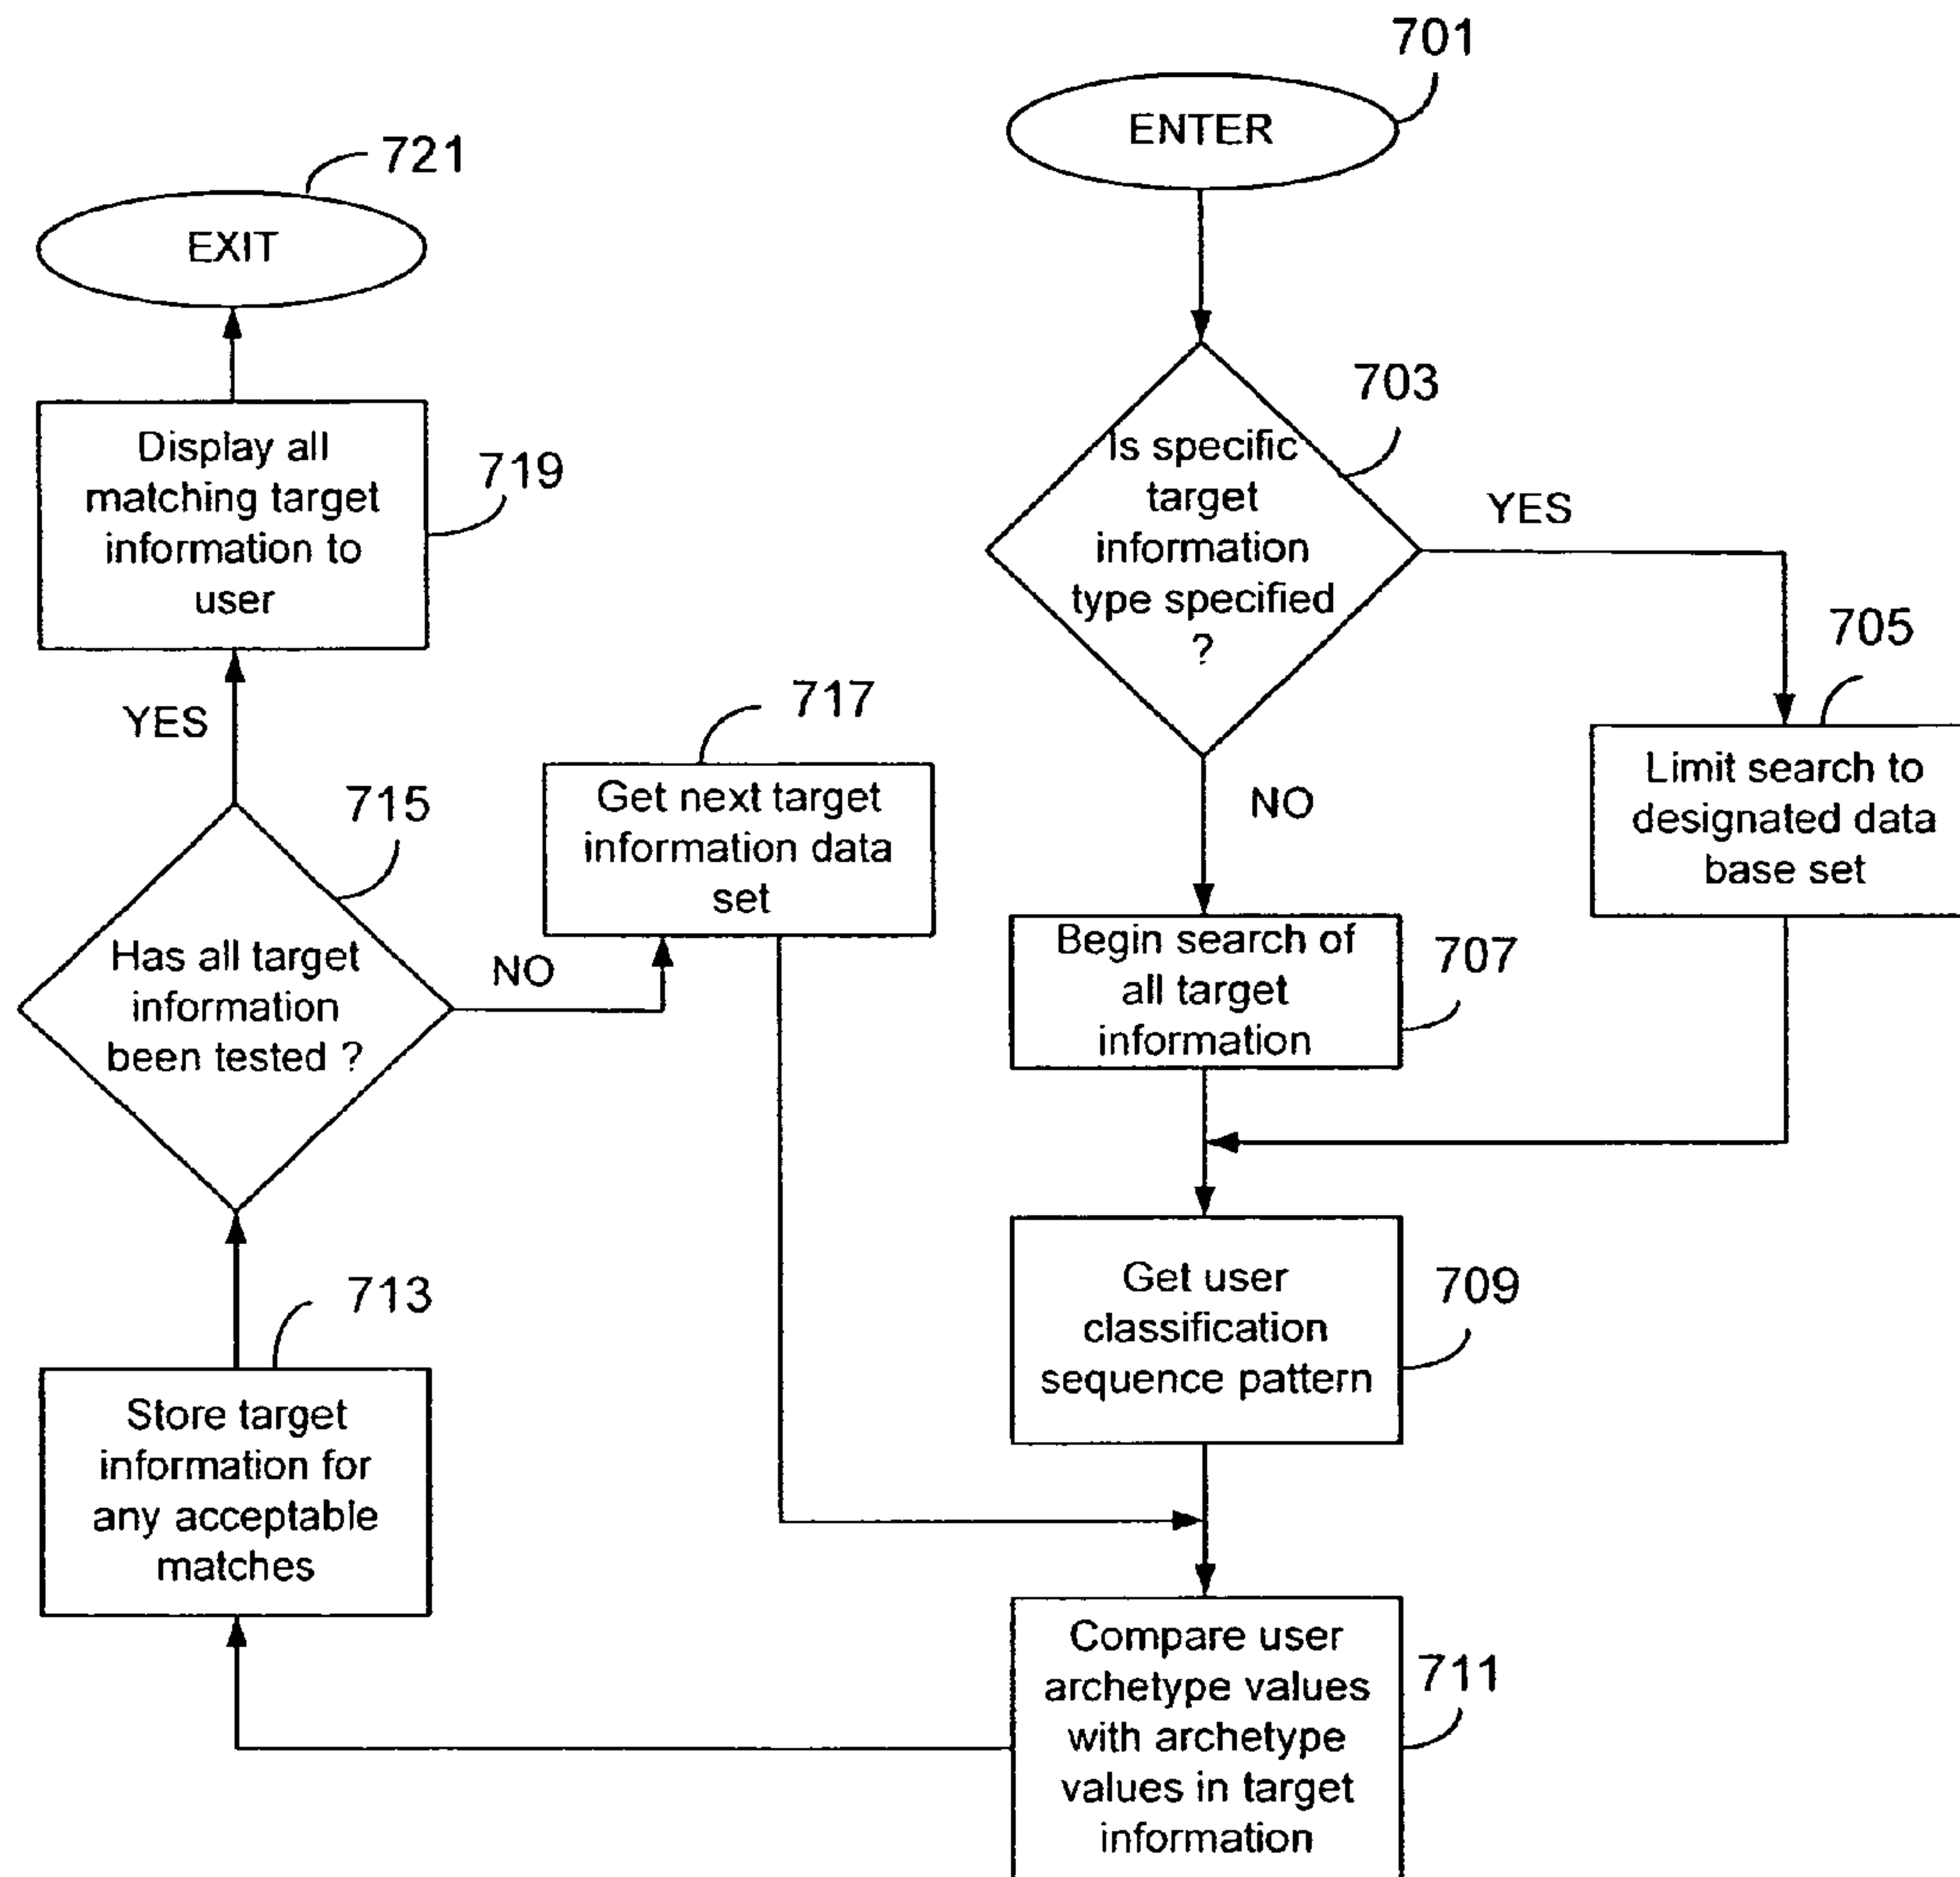 701
ENTER
703
Is specific
target
information
type specified
?
YES
NO
705
Limit search to
designated data
base set
Begin search of
all target
information
707
Get user
classification
sequence pattern
709
Compare user
archetype values
with archetype
values in target
information
711
713
Store target
information for
any acceptable
matches
715
Has all target
information
been tested ?
NO
717
Get next target
information data
set
YES
Display all
matching target
information to
user
719
721
EXIT